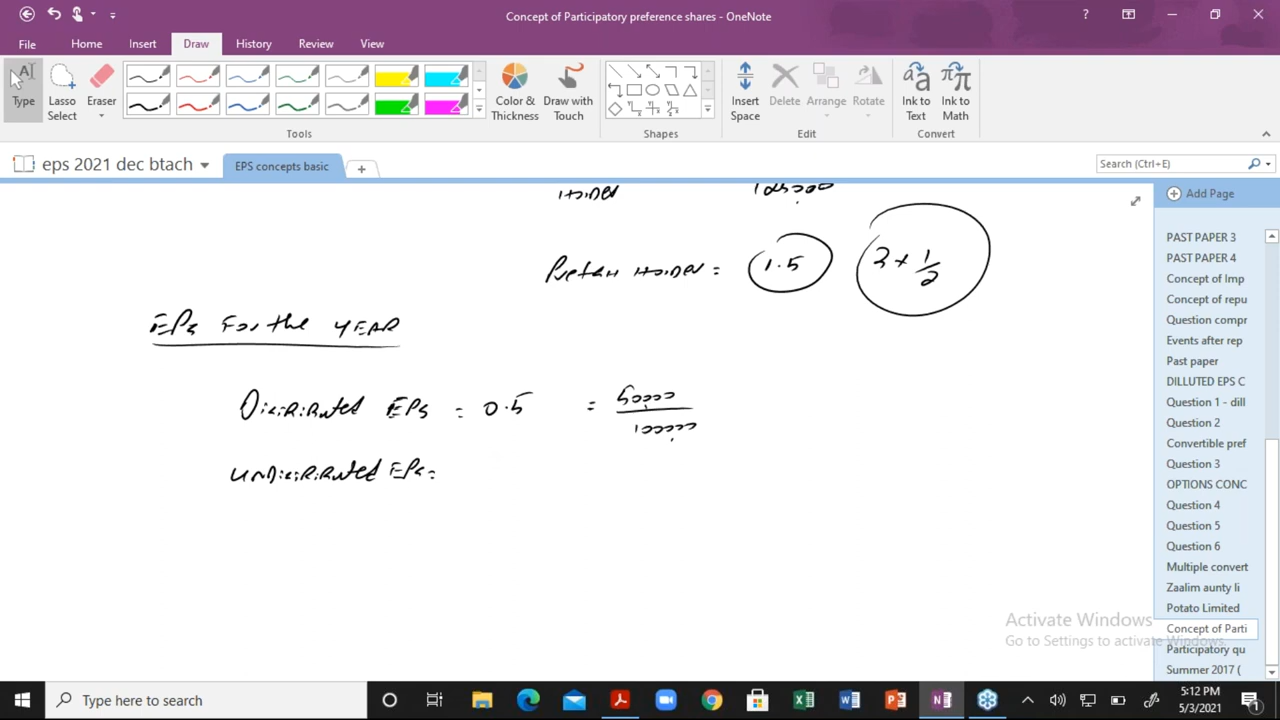 Concept of Participatory preference shares - OneNote
File Home Insert Draw History Review View
Type Lasso Select Eraser Color & Thickness Draw with Touch Insert Space Delete Arrange Rotate Ink to Text Ink to Math
Tools Shapes Edit Convert
eps 2021 dec btach EPS concepts basic Search (Ctrl+E)
Add Page
HOLDER 125000
HOLDER = 1.5 3 × 1/2
EPS FOR the YEAR
Distributed EPS = 0.5 = 50000/100000
UNDistributed EPS =
PAST PAPER 3
PAST PAPER 4
Concept of Imp
Concept of repu
Question compr
Events after rep
Past paper
DILLUTED EPS C
Question 1 - dill
Question 2
Convertible pref
Question 3
OPTIONS CONC
Question 4
Question 5
Question 6
Multiple convert
Zaalim aunty li
Potato Limited
Concept of Parti
Participatory qu
Summer 2017 (
Activate Windows
Go to Settings to activate Windows.
Type here to search
5:12 PM
5/3/2021